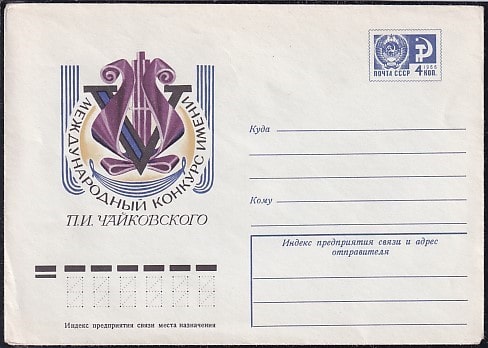 V
МЕЖДУНАРОДНЫЙ КОНКУРС ИМЕНИ
П.И. ЧАЙКОВСКОГО
1966
ПОЧТА СССР 4 КОП.
Куда
Кому
Индекс предприятия связи и адрес
отправителя
Индекс предприятия связи места назначения